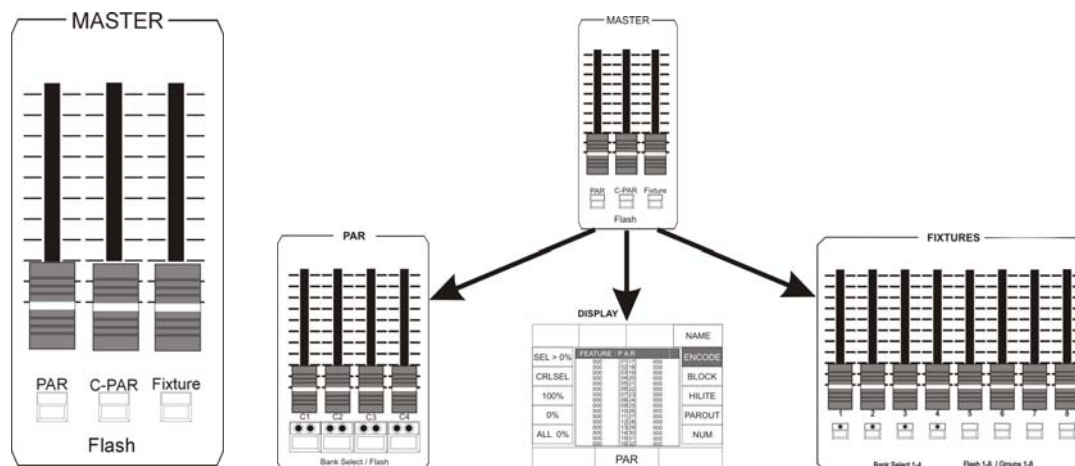 MASTER
PAR C-PAR Fixture
Flash
MASTER
PAR C-PAR Fixture
Flash
PAR
C1 C2 C3 C4
Bank Select / Flash
DISPLAY
NAME
SEL > 0%
CRLSEL
100%
0%
ALL 0%
FEATURE : PAR
ENCODE
BLOCK
HILITE
PAROUT
NUM
PAR
FIXTURES
1 2 3 4 5 6 7 8
Bank Select 1-4 Flash 1-8 / Groups 1-8